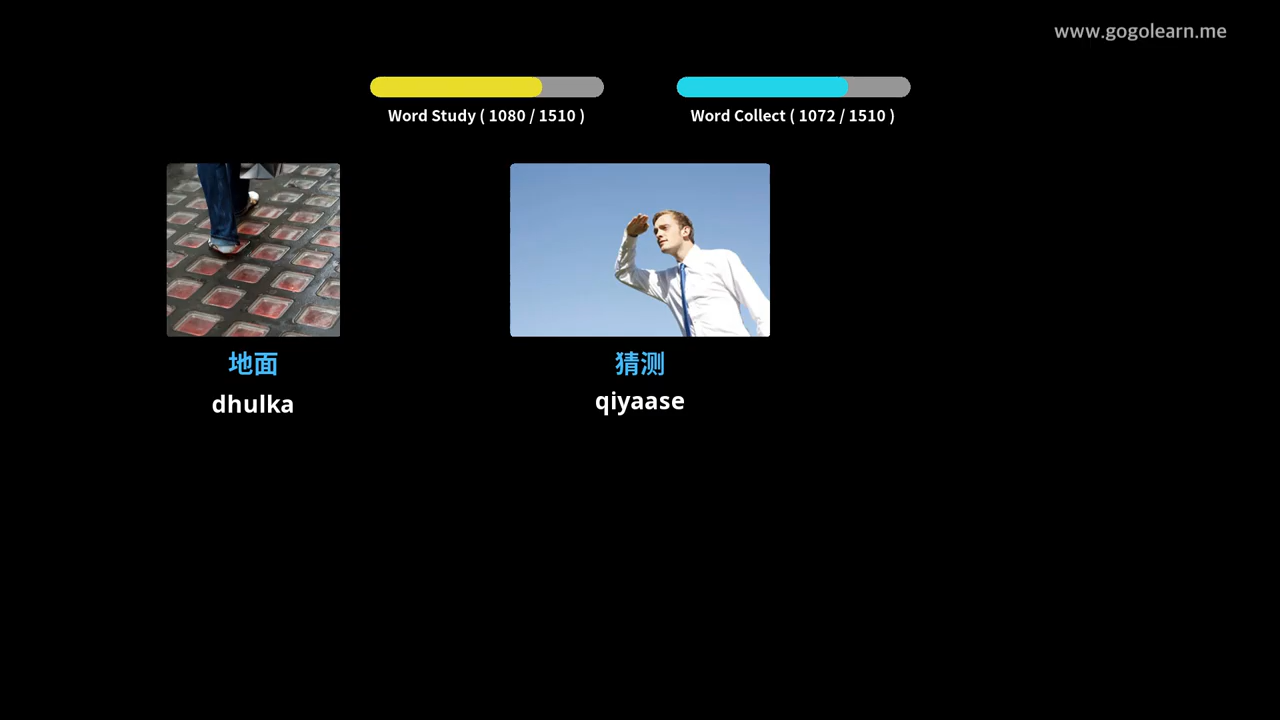 www.gogolearn.me
Word Study ( 1080 / 1510 )
Word Collect ( 1072 / 1510 )
地面
dhulka
猜测
qiyaase